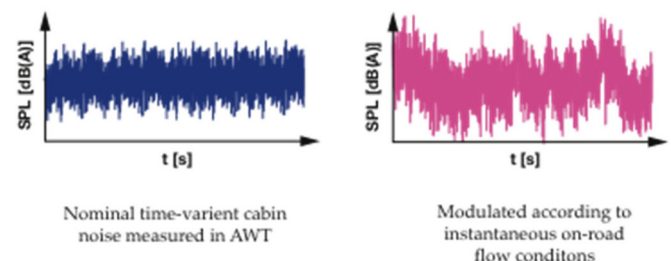 SPL [dB(A)]
t [s]
Nominal time-varient cabin
noise measured in AWT
SPL [dB(A)]
t [s]
Modulated according to
instantaneous on-road
flow conditons